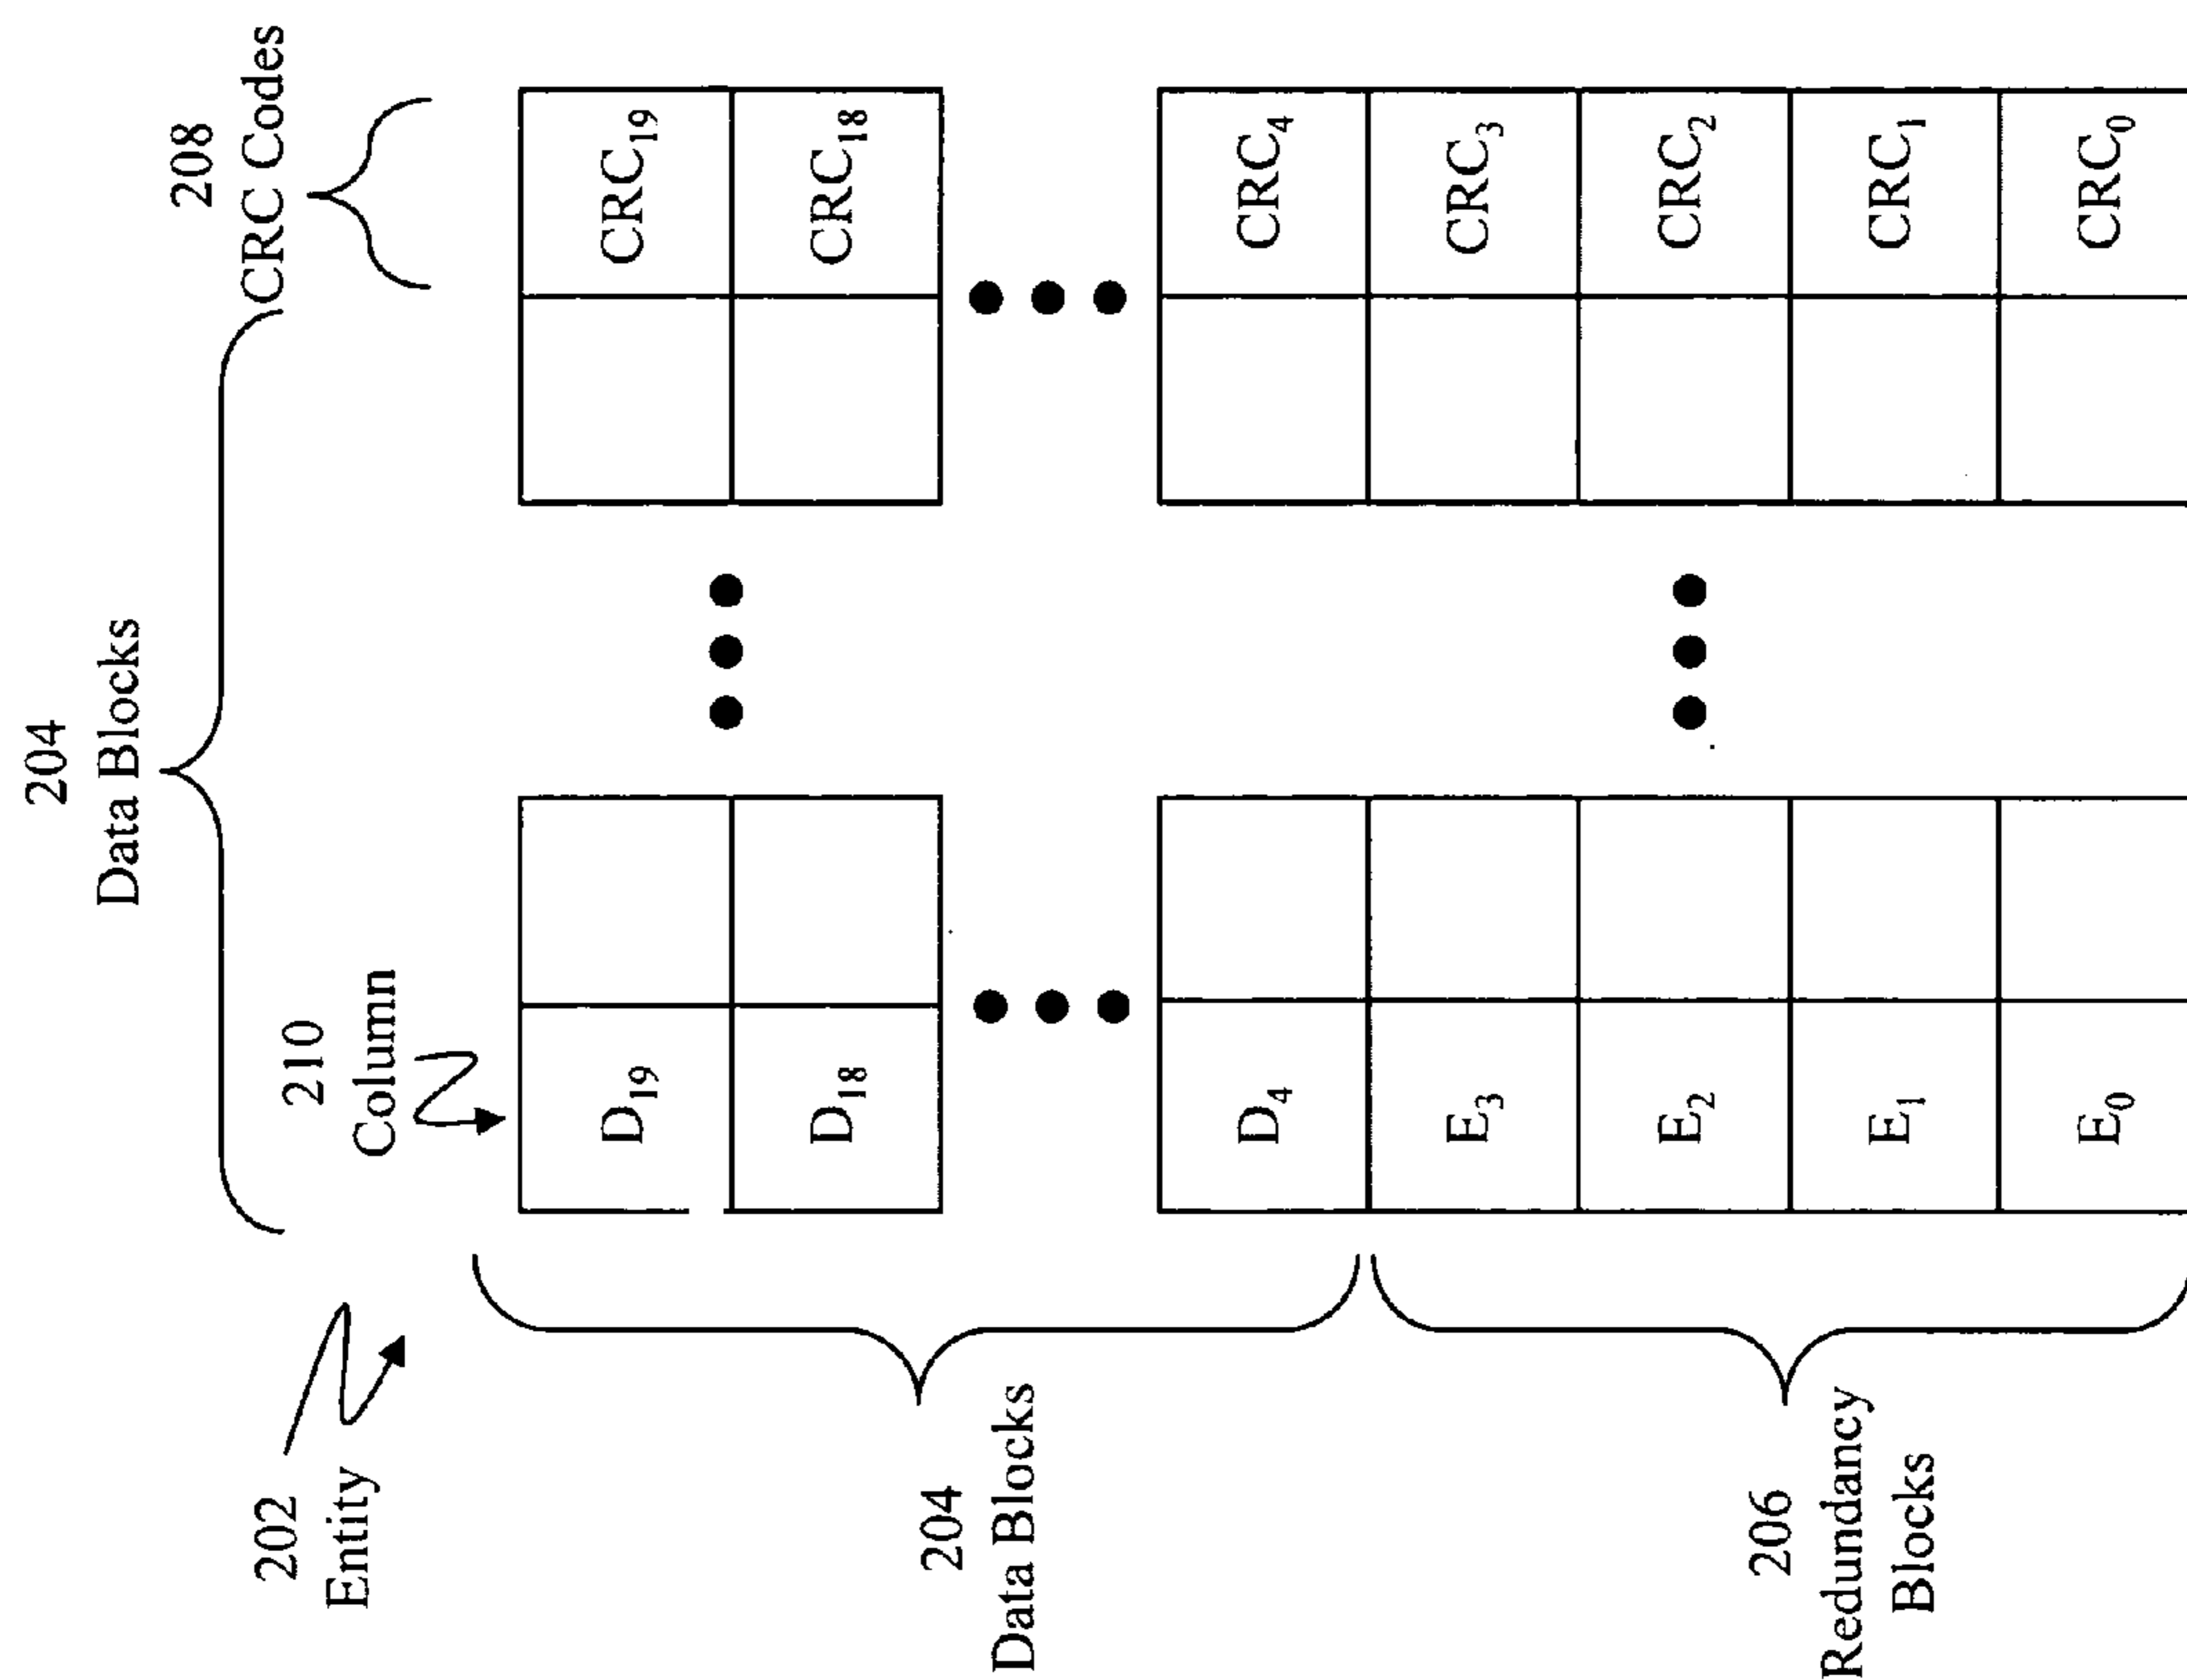 204
Data Blocks
208
CRC Codes
210
Column
202
Entity
D19
CRC19
D18
CRC18
204
Data Blocks
D4
CRC4
E3
CRC3
E2
CRC2
206
Redundancy
Blocks
E1
CRC1
E0
CRC0